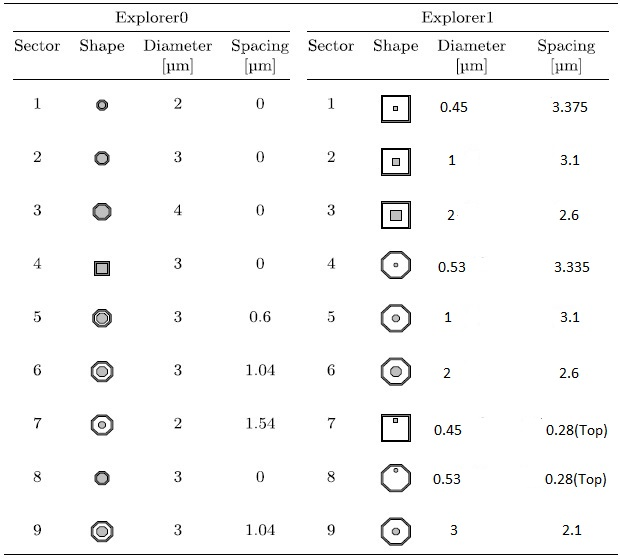 Explorer0 Explorer1
Sector Shape Diameter Spacing Sector Shape Diameter Spacing
[µm] [µm] [µm] [µm]
1 2 0 1 0.45 3.375
2 3 0 2 1 3.1
3 4 0 3 2 2.6
4 3 0 4 0.53 3.335
5 3 0.6 5 1 3.1
6 3 1.04 6 2 2.6
7 2 1.54 7 0.45 0.28(Top)
8 3 0 8 0.53 0.28(Top)
9 3 1.04 9 3 2.1